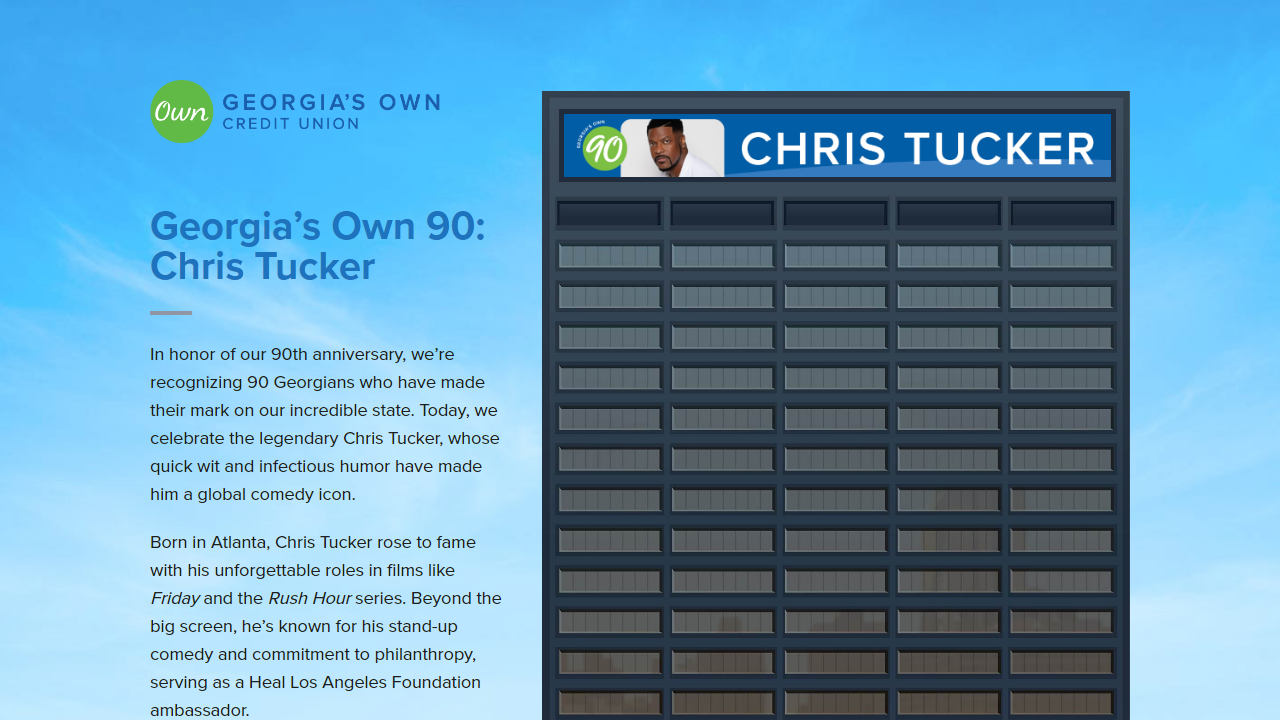 Own
GEORGIA'S OWN
CREDIT UNION
GEORGIA'S OWN
90
CHRIS TUCKER
Georgia’s Own 90:
Chris Tucker
In honor of our 90th anniversary, we’re
recognizing 90 Georgians who have made
their mark on our incredible state. Today, we
celebrate the legendary Chris Tucker, whose
quick wit and infectious humor have made
him a global comedy icon.
Born in Atlanta, Chris Tucker rose to fame
with his unforgettable roles in films like
Friday and the Rush Hour series. Beyond the
big screen, he’s known for his stand-up
comedy and commitment to philanthropy,
serving as a Heal Los Angeles Foundation
ambassador.